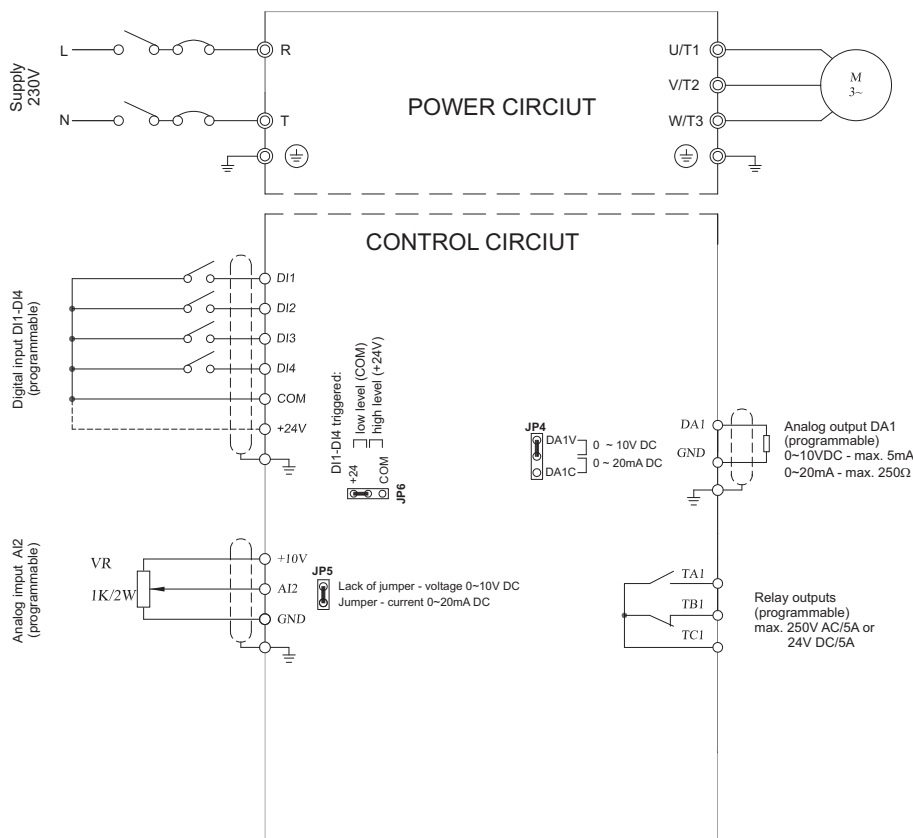 Supply
230V
L
R
N
T
POWER CIRCIUT
U/T1
V/T2
W/T3
M
3~
CONTROL CIRCIUT
Digital input DI1-DI4
(programmable)
DI1
DI2
DI3
DI4
COM
+24V
DI1-DI4 triggered:
low level (COM)
high level (+24V)
+24
COM
JP6
JP4
DA1V
0 ~ 10V DC
0 ~ 20mA DC
DA1C
DA1
GND
Analog output DA1
(programmable)
0~10VDC - max. 5mA
0~20mA - max. 250Ω
Analog imput AI2
(programmable)
VR
1K/2W
+10V
AI2
GND
JP5
Lack of jumper - voltage 0~10V DC
Jumper - current 0~20mA DC
TA1
TB1
TC1
Relay outputs
(programmable)
max. 250V AC/5A or
24V DC/5A